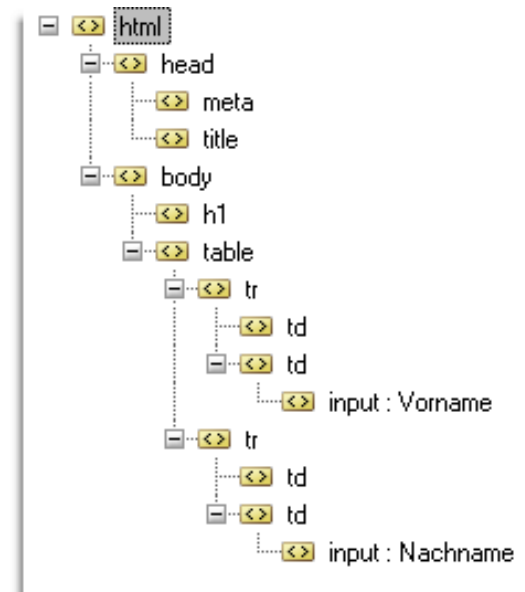 html
head
meta
title
body
h1
table
tr
td
td
input : Vorname
tr
td
td
input : Nachname